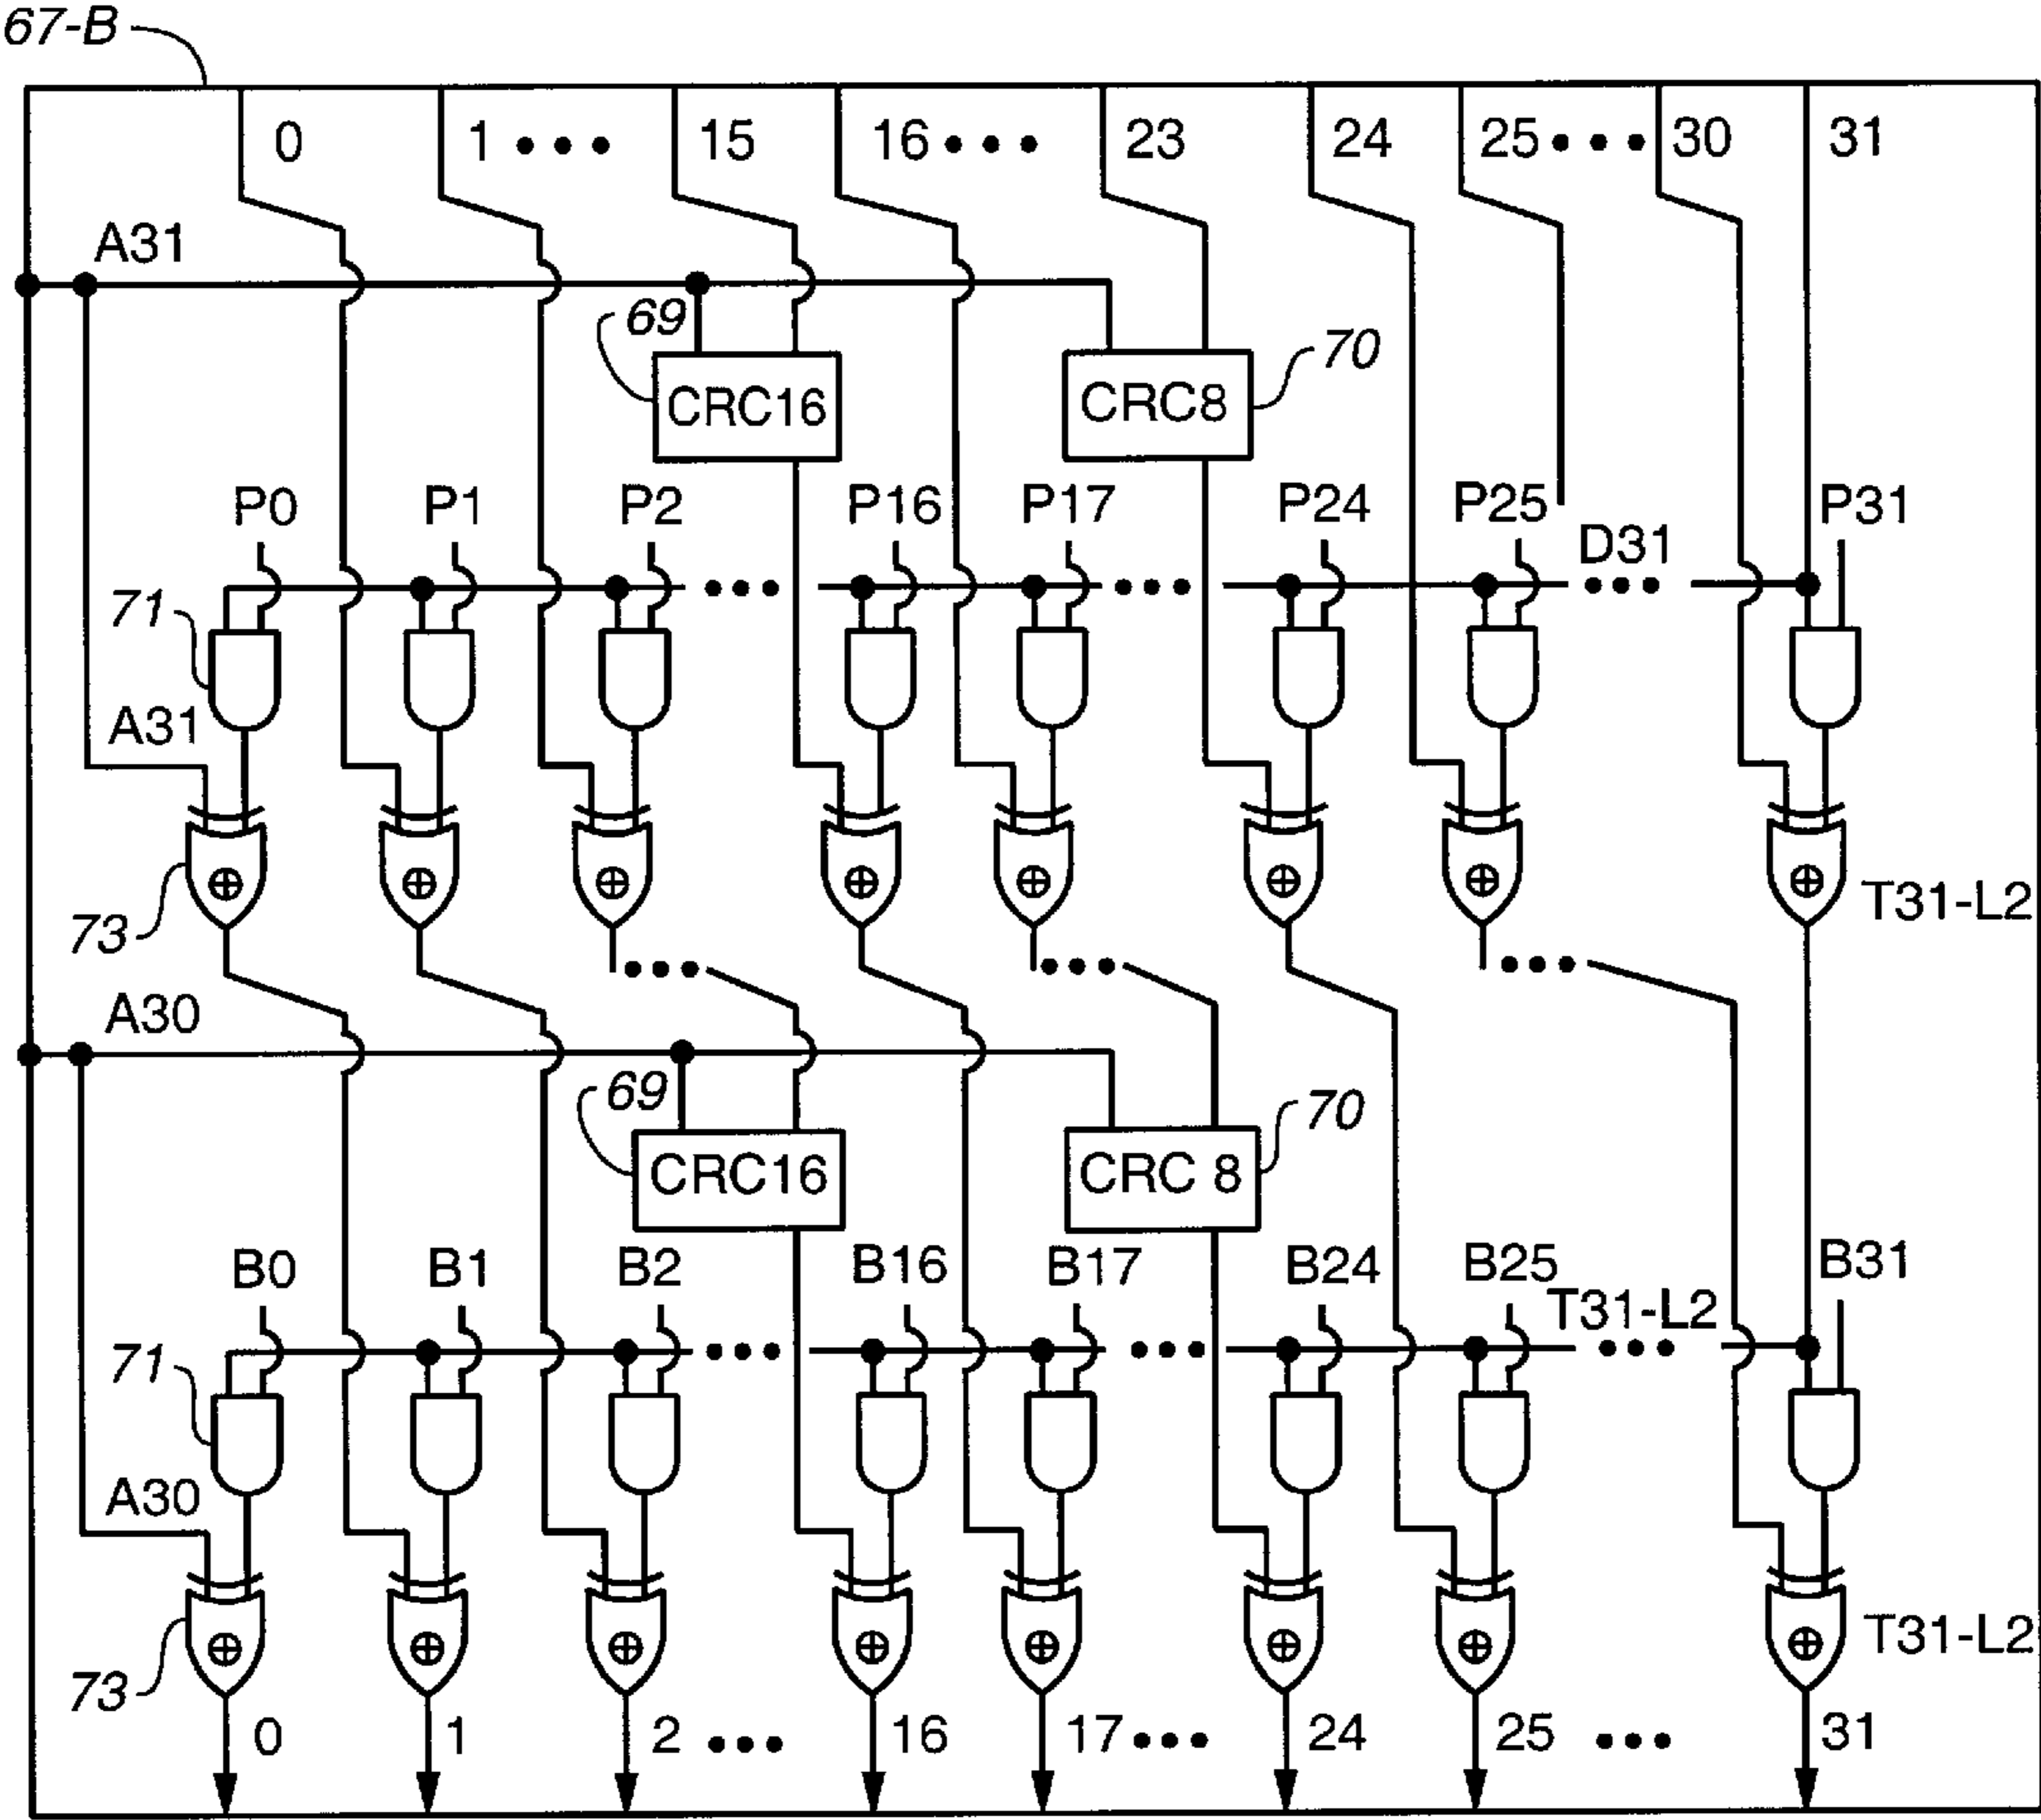 67-B
0 1 ••• 15 16 ••• 23 24 25 ••• 30 31
A31
69
70
CRC16 CRC8
P0 P1 P2 P16 P17 P24 P25 P31
D31
••• ••• •••
71
A31
⊕ ⊕ ⊕ ⊕ ⊕ ⊕ ⊕ ⊕
T31-L2
73
••• ••• •••
A30
69
70
CRC16 CRC 8
B0 B1 B2 B16 B17 B24 B25 B31
T31-L2
••• ••• •••
71
A30
⊕ ⊕ ⊕ ⊕ ⊕ ⊕ ⊕ ⊕
T31-L2
73
0 1 2 ••• 16 17 ••• 24 25 ••• 31